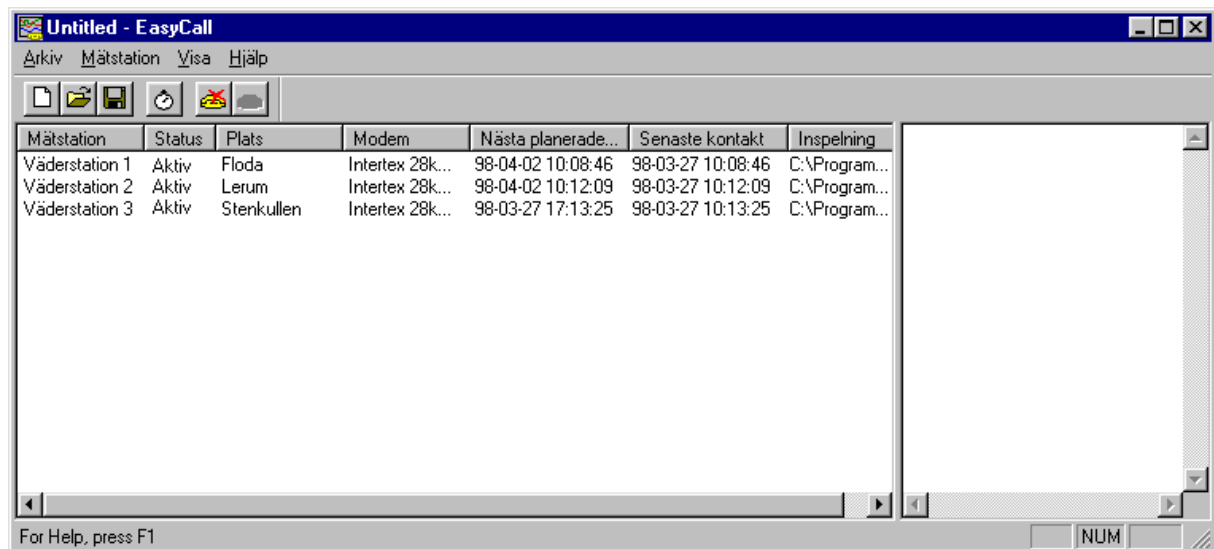 Untitled - EasyCall
Arkiv Mätstation Visa Hjälp
Mätstation Status Plats Modem Nästa planerade... Senaste kontakt Inspelning
Väderstation 1 Aktiv Floda Intertex 28k... 98-04-02 10:08:46 98-03-27 10:08:46 C:\Program...
Väderstation 2 Aktiv Lerum Intertex 28k... 98-04-02 10:12:09 98-03-27 10:12:09 C:\Program...
Väderstation 3 Aktiv Stenkullen Intertex 28k... 98-03-27 17:13:25 98-03-27 10:13:25 C:\Program...
For Help, press F1 NUM